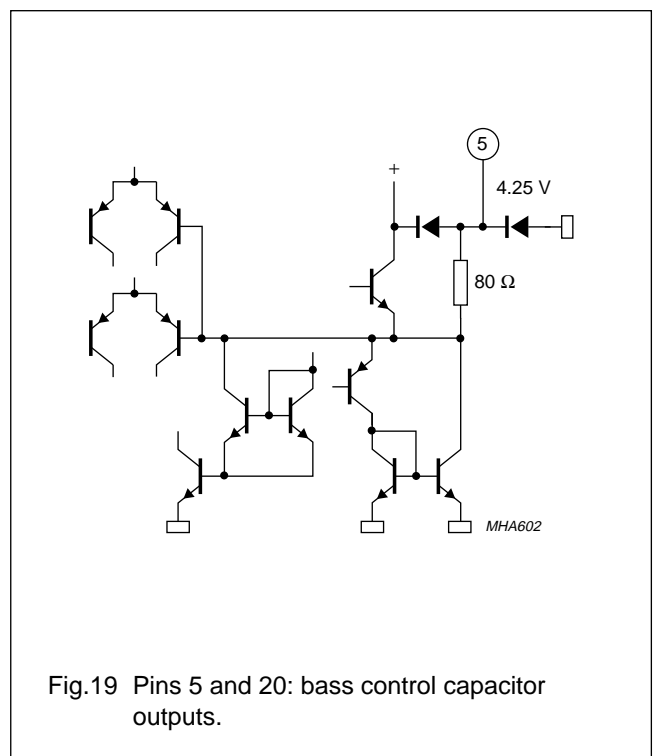 5
+
4.25 V
80 Ω
MHA602
Fig.19 Pins 5 and 20: bass control capacitor
outputs.